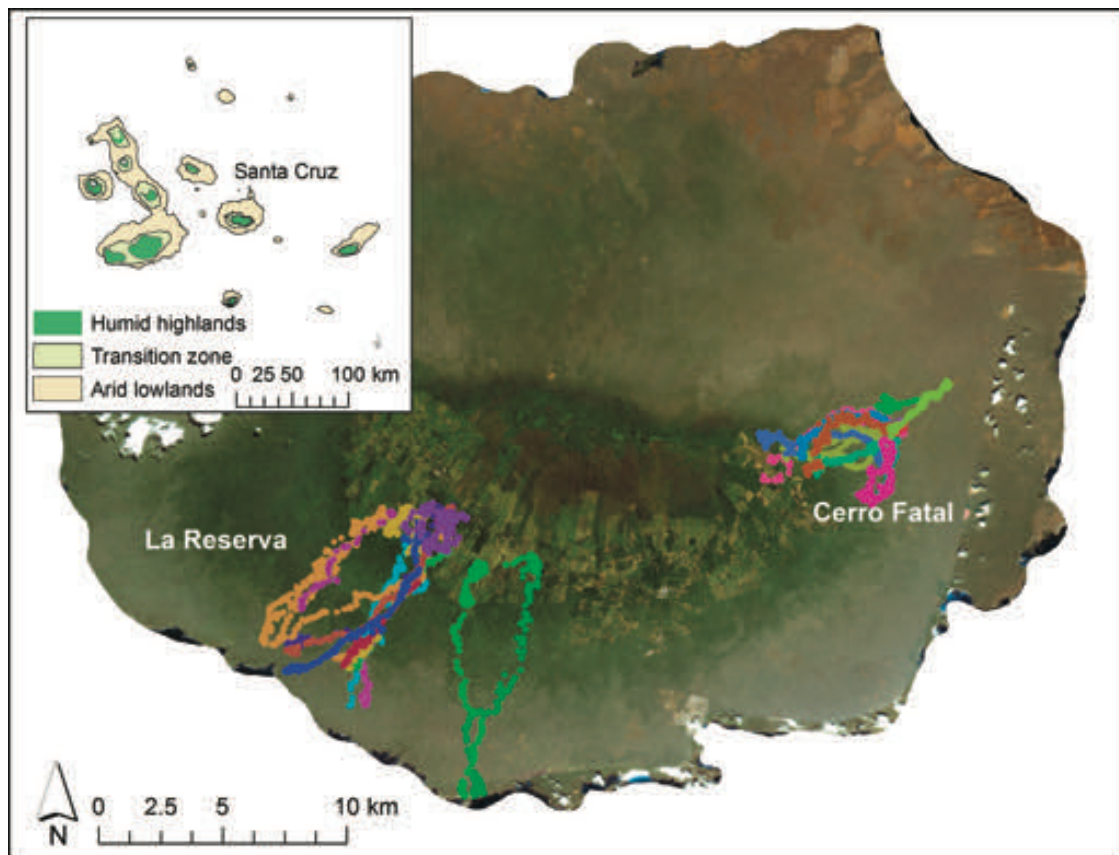 Santa Cruz
Humid highlands
Transition zone
Arid lowlands
0 25 50 100 km
La Reserva
Cerro Fatal
N
0 2.5 5 10 km